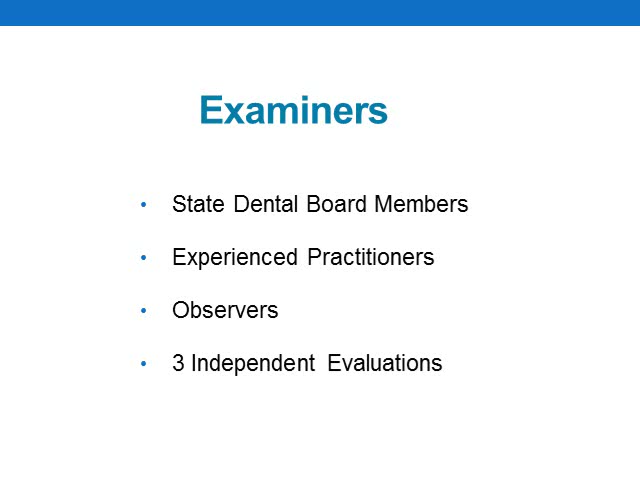 Examiners
• State Dental Board Members
• Experienced Practitioners
• Observers
• 3 Independent Evaluations